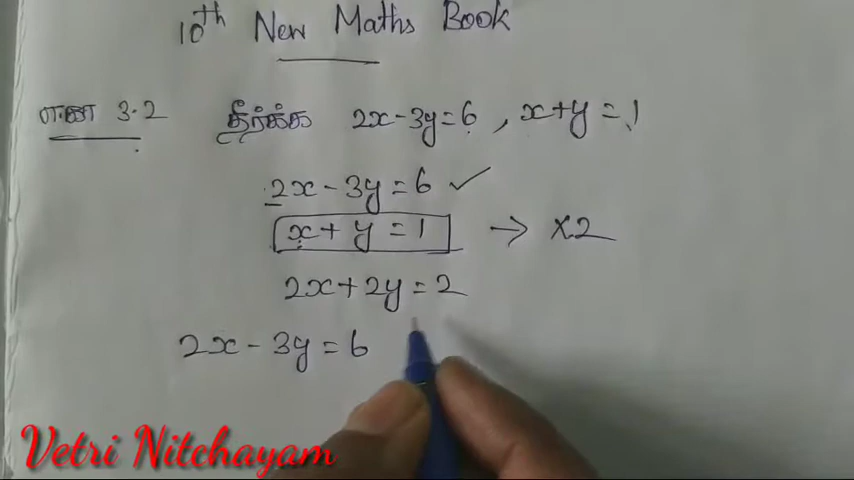 10th New Maths Book
எ.கா 3.2 தீர்க்க 2x-3y=6, x+y=1
2x-3y=6 ✓
x+y=1 → ×2
2x+2y=2
2x-3y=6
Vetri Nitchayam